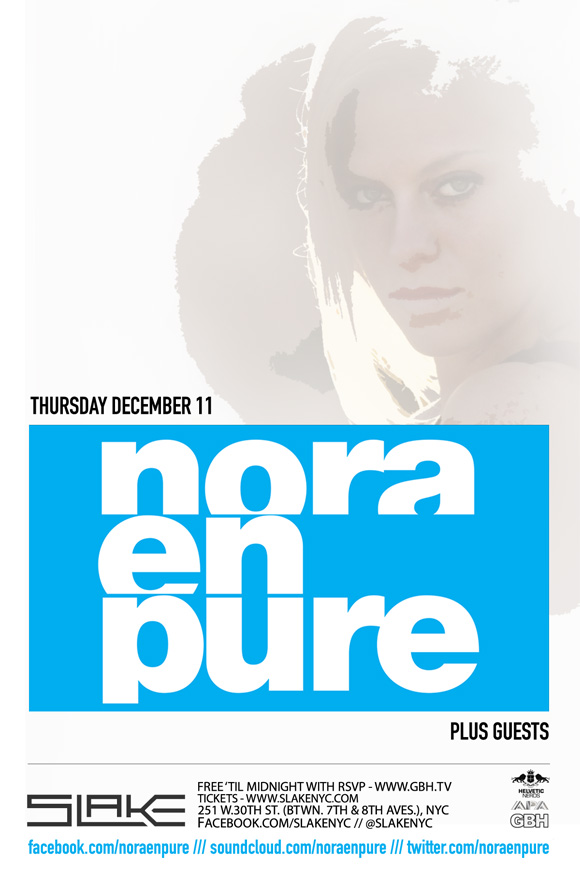 THURSDAY DECEMBER 11
nora
en
pure
PLUS GUESTS
SLAKE
FREE 'TIL MIDNIGHT WITH RSVP - WWW.GBH.TV
TICKETS - WWW.SLAKENYC.COM
251 W.30TH ST. (BTWN. 7TH & 8TH AVES.), NYC
FACEBOOK.COM/SLAKENYC // @SLAKENYC
HELVETIC
NERDS
APA
GBH
facebook.com/noraenpure /// soundcloud.com/noraenpure /// twitter.com/noraenpure